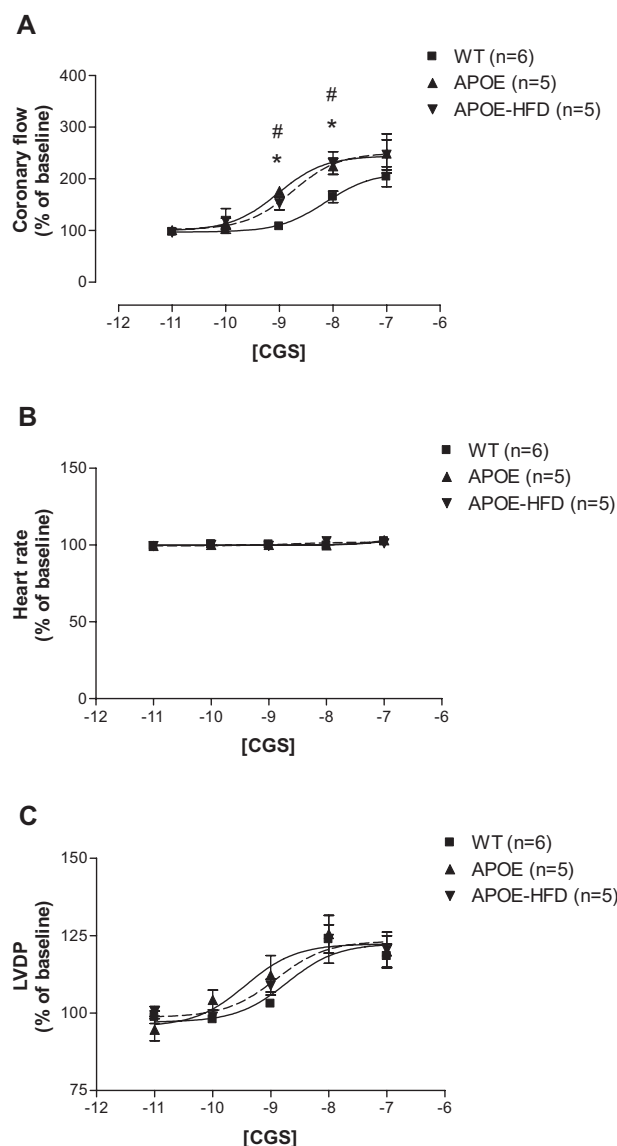 A
WT (n=6)
APOE (n=5)
APOE-HFD (n=5)
Coronary flow
(% of baseline)
400
300
200
100
0
# #
* *
-12 -11 -10 -9 -8 -7 -6
[CGS]
B
WT (n=6)
APOE (n=5)
APOE-HFD (n=5)
Heart rate
(% of baseline)
150
100
50
0
-12 -11 -10 -9 -8 -7 -6
[CGS]
C
WT (n=6)
APOE (n=5)
APOE-HFD (n=5)
LVDP
(% of baseline)
150
125
100
75
-12 -11 -10 -9 -8 -7 -6
[CGS]